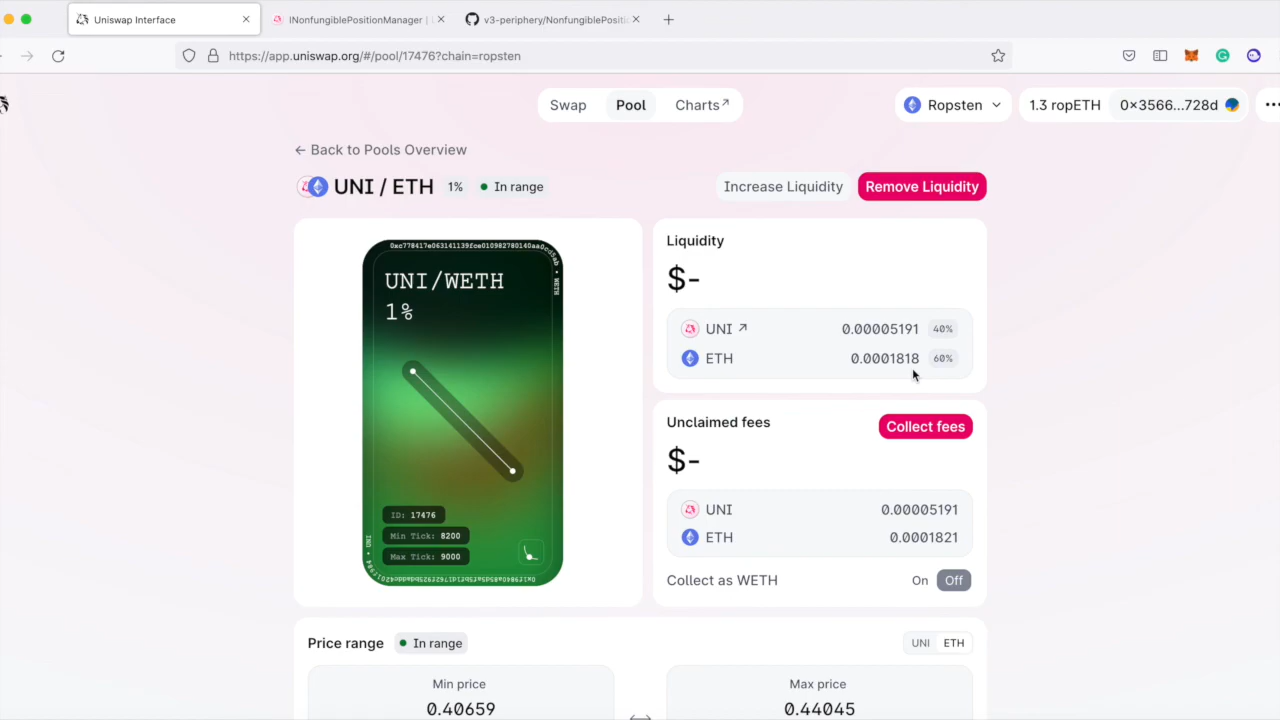 Uniswap Interface
INonfungiblePositionManager |
v3-periphery/NonfungiblePositi
https://app.uniswap.org/#/pool/17476?chain=ropsten
Swap
Pool
Charts↗
Ropsten
1.3 ropETH
0×3566...728d
← Back to Pools Overview
UNI / ETH
1%
In range
Increase Liquidity
Remove Liquidity
UNI/WETH
1%
ID: 17476
Min Tick: 8200
Max Tick: 9000
• WETH
• UNI
Liquidity
$-
UNI ↗ 0.00005191 40%
ETH 0.0001818 60%
Unclaimed fees
Collect fees
$-
UNI 0.00005191
ETH 0.0001821
Collect as WETH On Off
Price range
In range
UNI ETH
Min price
0.40659
Max price
0.44045